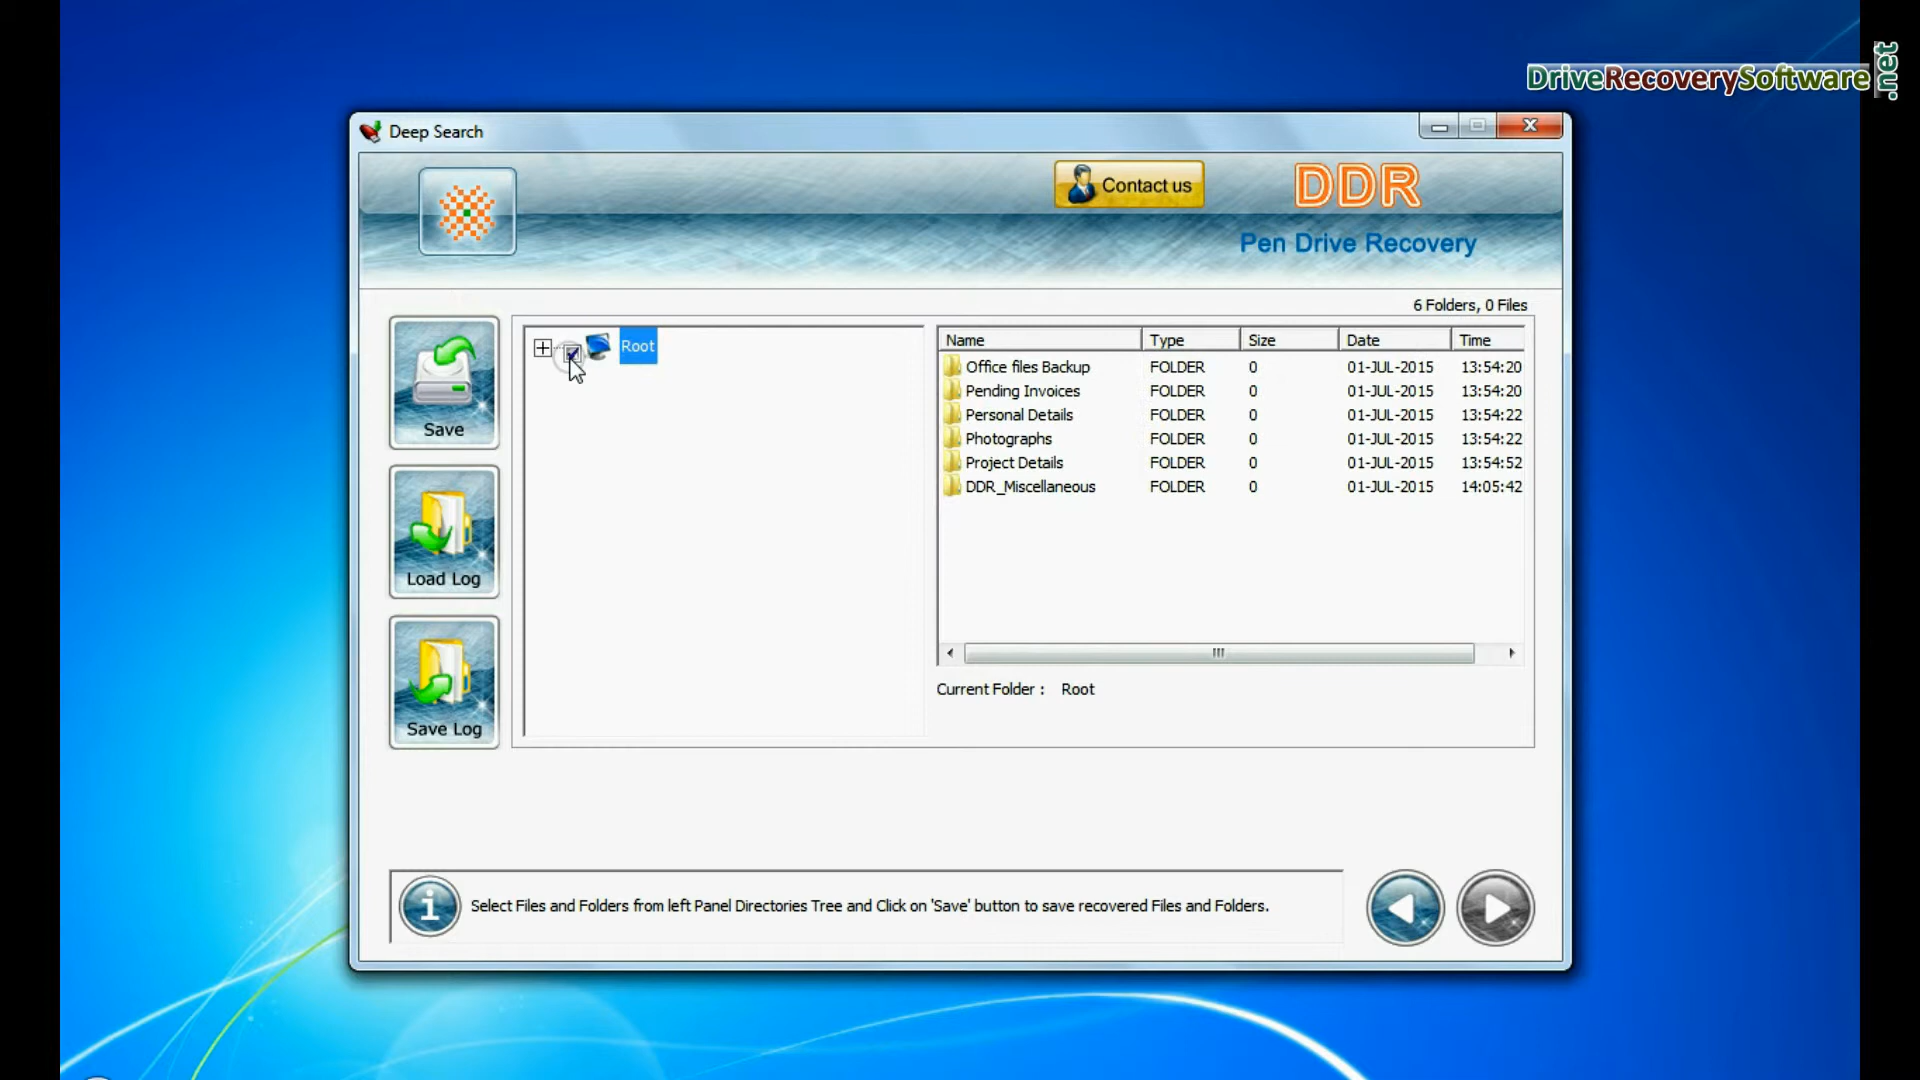 DriveRecoverySoftware.net
Deep Search
Contact us
DDR
Pen Drive Recovery
6 Folders, 0 Files
Save
Load Log
Save Log
Root
Name Type Size Date Time
Office files Backup FOLDER 0 01-JUL-2015 13:54:20
Pending Invoices FOLDER 0 01-JUL-2015 13:54:20
Personal Details FOLDER 0 01-JUL-2015 13:54:22
Photographs FOLDER 0 01-JUL-2015 13:54:22
Project Details FOLDER 0 01-JUL-2015 13:54:52
DDR_Miscellaneous FOLDER 0 01-JUL-2015 14:05:42
Current Folder : Root
Select Files and Folders from left Panel Directories Tree and Click on 'Save' button to save recovered Files and Folders.